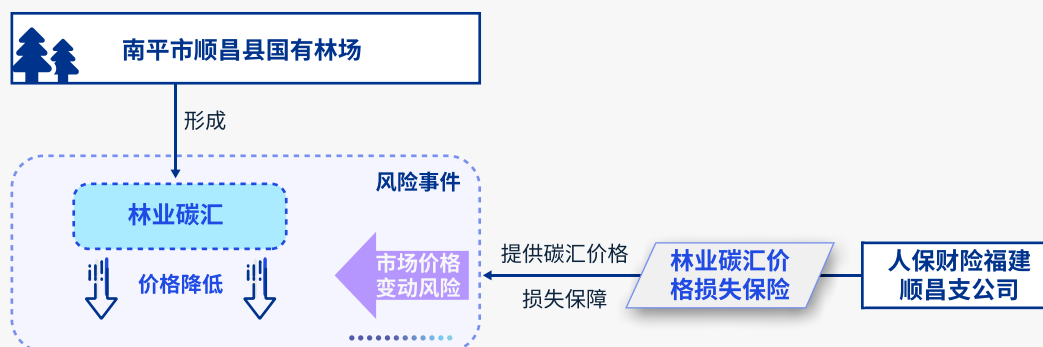 南平市顺昌县国有林场
形成
风险事件
林业碳汇
价格降低
市场价格
变动风险
提供碳汇价格
损失保障
林业碳汇价
格损失保险
人保财险福建
顺昌支公司